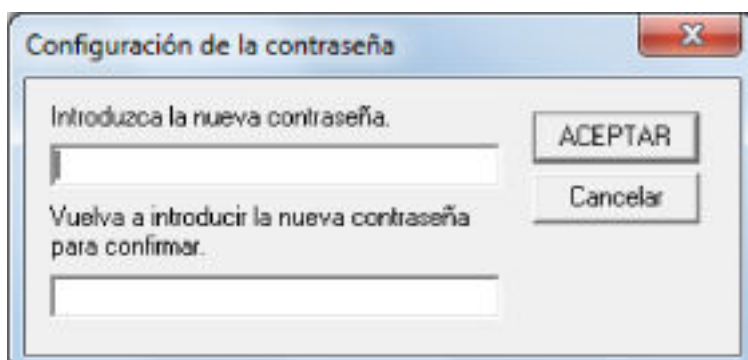 Configuración de la contraseña
Introduzca la nueva contraseña.
ACEPTAR
Cancelar
Vuelva a introducir la nueva contraseña
para confirmar.